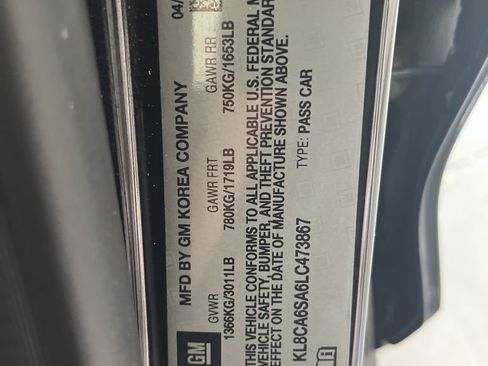 MFD BY GM KOREA COMPANY 04/
GVWR GAWR FRT GAWR RR
1366KG/3011LB 780KG/1719LB 750KG/1653LB
THIS VEHICLE CONFORMS TO ALL APPLICABLE U.S. FEDERAL M
VEHICLE SAFETY, BUMPER, AND THEFT PREVENTION STANDAR
EFFECT ON THE DATE OF MANUFACTURE SHOWN ABOVE.
KL8CA6SA6LC473867 TYPE: PASS CAR
GM